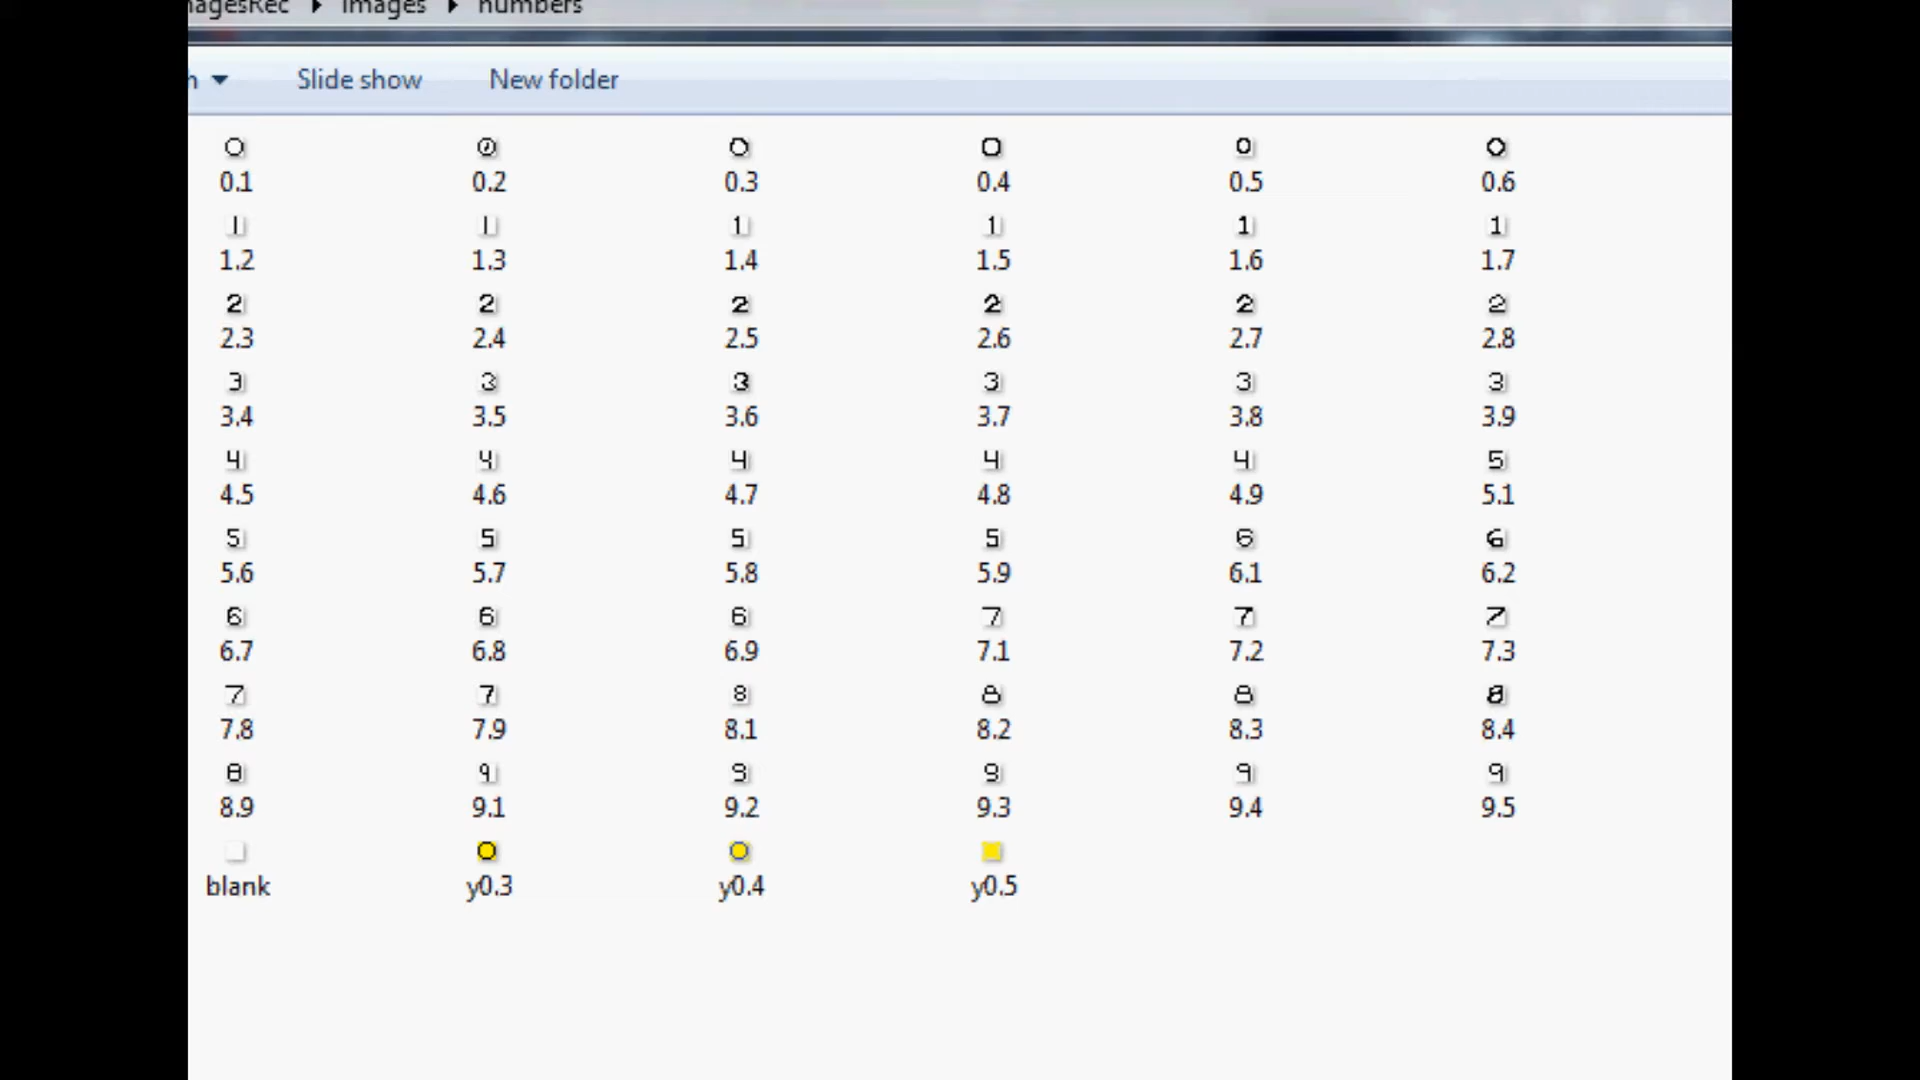 Images numbers
Slide show New folder
0 0 0 0 0 0
0.1 0.2 0.3 0.4 0.5 0.6
1 1 1 1 1 1
1.2 1.3 1.4 1.5 1.6 1.7
2 2 2 2 2 2
2.3 2.4 2.5 2.6 2.7 2.8
3 3 3 3 3 3
3.4 3.5 3.6 3.7 3.8 3.9
4 4 4 4 4 5
4.5 4.6 4.7 4.8 4.9 5.1
5 5 5 5 6 6
5.6 5.7 5.8 5.9 6.1 6.2
6 6 6 7 7 7
6.7 6.8 6.9 7.1 7.2 7.3
7 7 8 8 8 8
7.8 7.9 8.1 8.2 8.3 8.4
8 9 9 9 9 9
8.9 9.1 9.2 9.3 9.4 9.5
blank y0.3 y0.4 y0.5